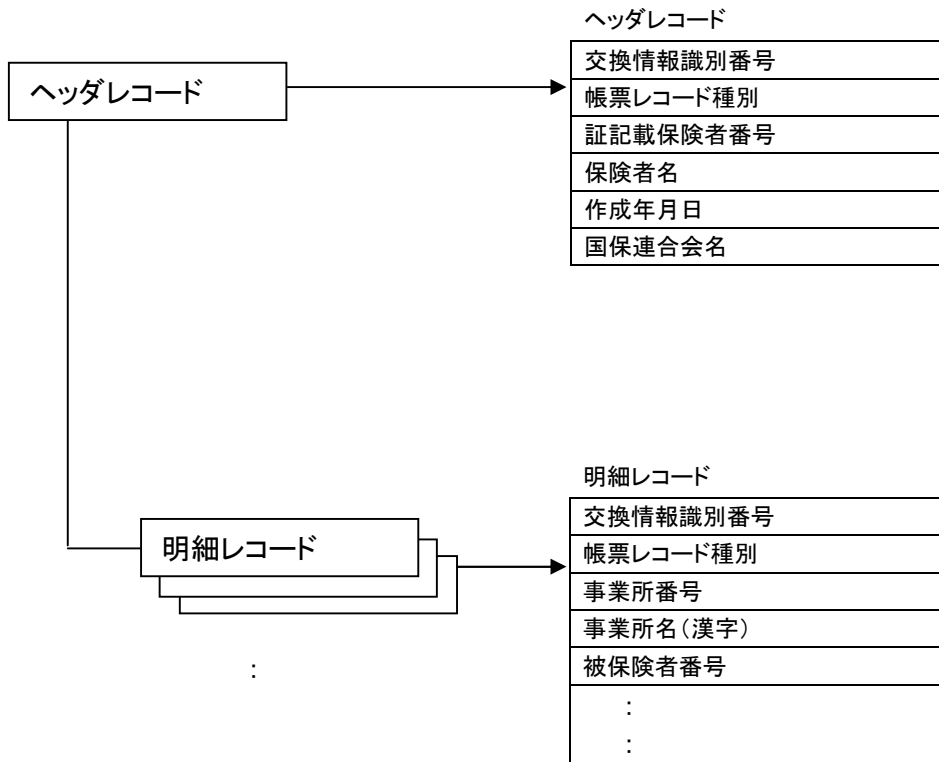 ヘッダレコード
ヘッダレコード
交換情報識別番号
帳票レコード種別
証記載保険者番号
保険者名
作成年月日
国保連合会名
明細レコード
明細レコード
交換情報識別番号
帳票レコード種別
事業所番号
事業所名(漢字)
被保険者番号
:
:
: